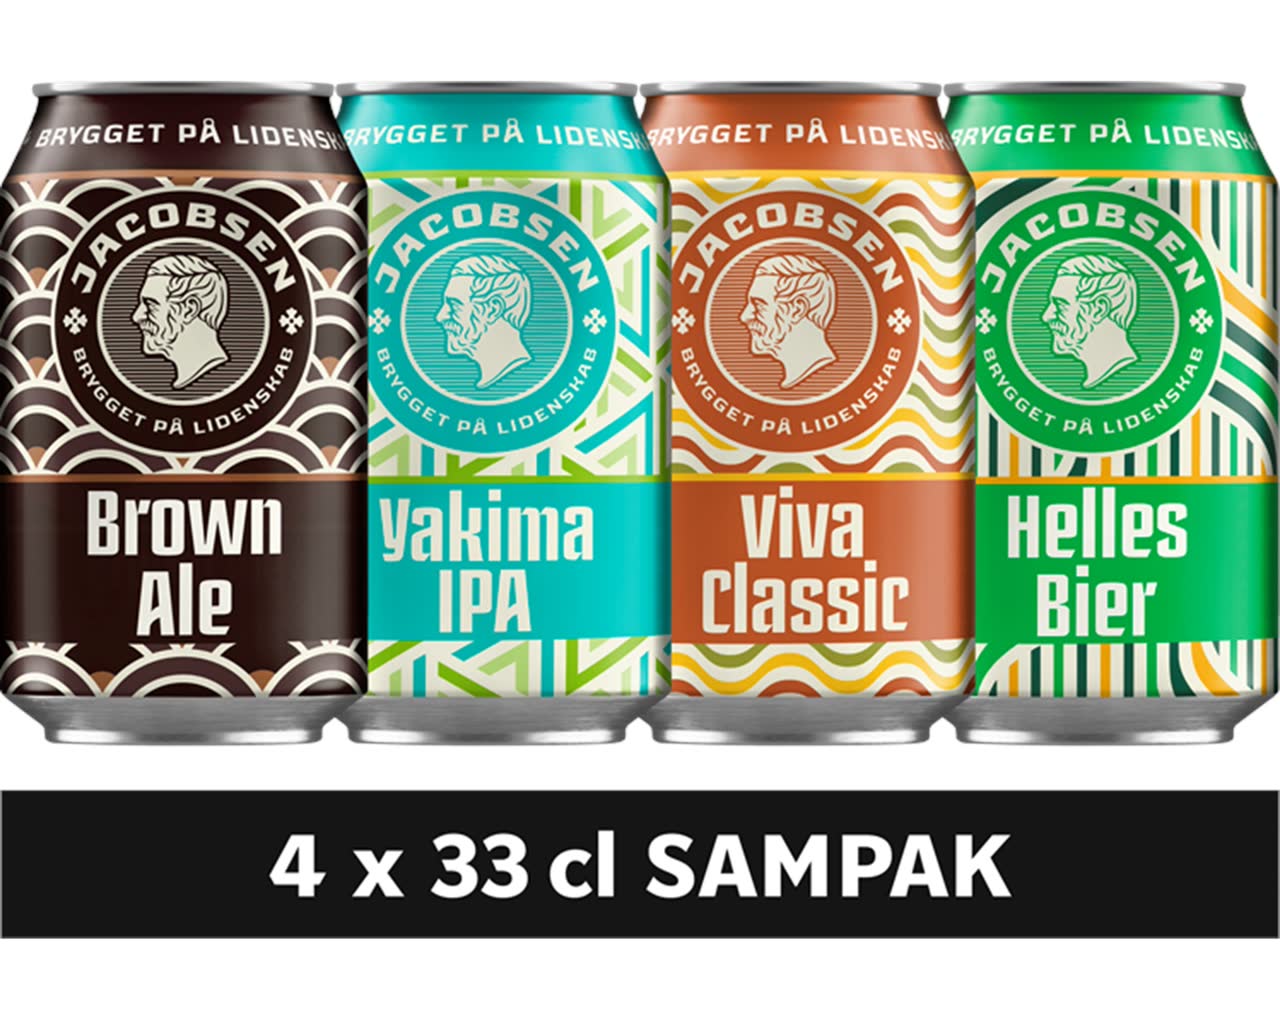 BRYGGET PÅ LIDENSK
BRYGGET PÅ LIDENSK
BRYGGET PÅ LIDENSK
BRYGGET PÅ LIDENSK
JACOBSEN
BRYGGET PÅ LIDENSKAB
JACOBSEN
BRYGGET PÅ LIDENSKAB
JACOBSEN
BRYGGET PÅ LIDENSKAB
JACOBSEN
BRYGGET PÅ LIDENSKAB
Brown
Ale
Yakima
IPA
Viva
Classic
Helles
Bier
4 x 33 cl SAMPAK